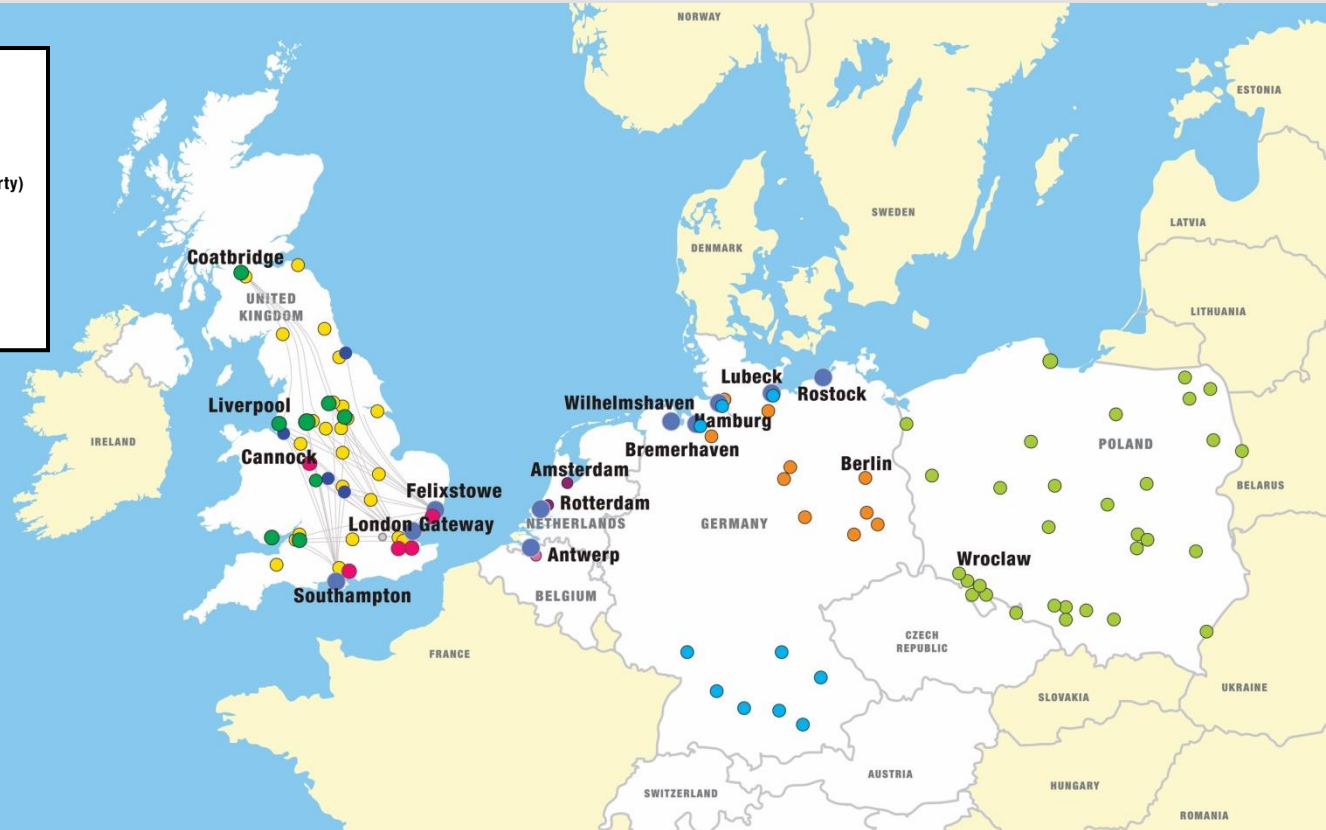 NORWAY
ESTONIA
rty)
SWEDEN
LATVIA
DENMARK
Coatbridge
UNITED
KINGDOM
LITHUANIA
Lubeck
Rostock
Liverpool
Wilhelmshaven
Hamburg
IRELAND
POLAND
Bremerhaven
Cannock
Berlin
Amsterdam
BELARUS
Felixstowe
Rotterdam
London Gateway
NETHERLANDS
GERMANY
Antwerp
Wroclaw
Southampton
BELGIUM
CZECH
REPUBLIC
FRANCE
UKRAINE
SLOVAKIA
AUSTRIA
HUNGARY
SWITZERLAND
ROMANIA